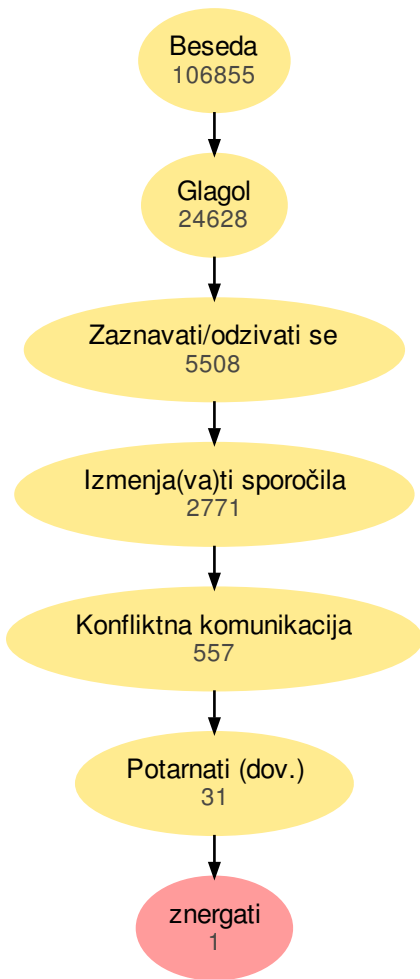 Beseda
106855
Glagol
24628
Zaznavati/odzivati se
5508
Izmenja(va)ti sporočila
2771
Konfliktna komunikacija
557
Potarnati (dov.)
31
znergati
1